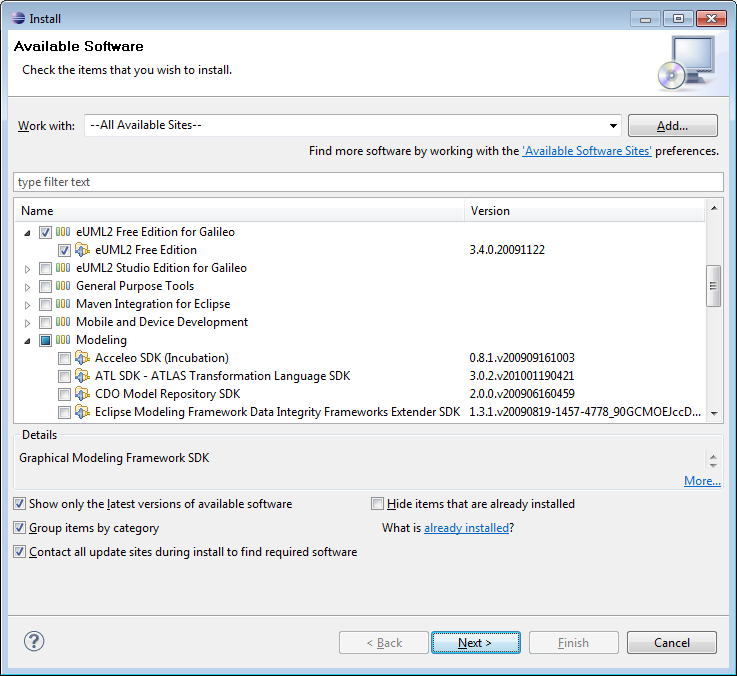 Install
Available Software
Check the items that you wish to install.
Work with: --All Available Sites-- Add...
Find more software by working with the 'Available Software Sites' preferences.
type filter text
Name Version
eUML2 Free Edition for Galileo
eUML2 Free Edition 3.4.0.20091122
eUML2 Studio Edition for Galileo
General Purpose Tools
Maven Integration for Eclipse
Mobile and Device Development
Modeling
Acceleo SDK (Incubation) 0.8.1.v200909161003
ATL SDK - ATLAS Transformation Language SDK 3.0.2.v201001190421
CDO Model Repository SDK 2.0.0.v200906160459
Eclipse Modeling Framework Data Integrity Frameworks Extender SDK 1.3.1.v20090819-1457-4778_90GCMOEJccD...
Details
Graphical Modeling Framework SDK
More...
Show only the latest versions of available software Hide items that are already installed
Group items by category What is already installed?
Contact all update sites during install to find required software
? < Back Next > Finish Cancel